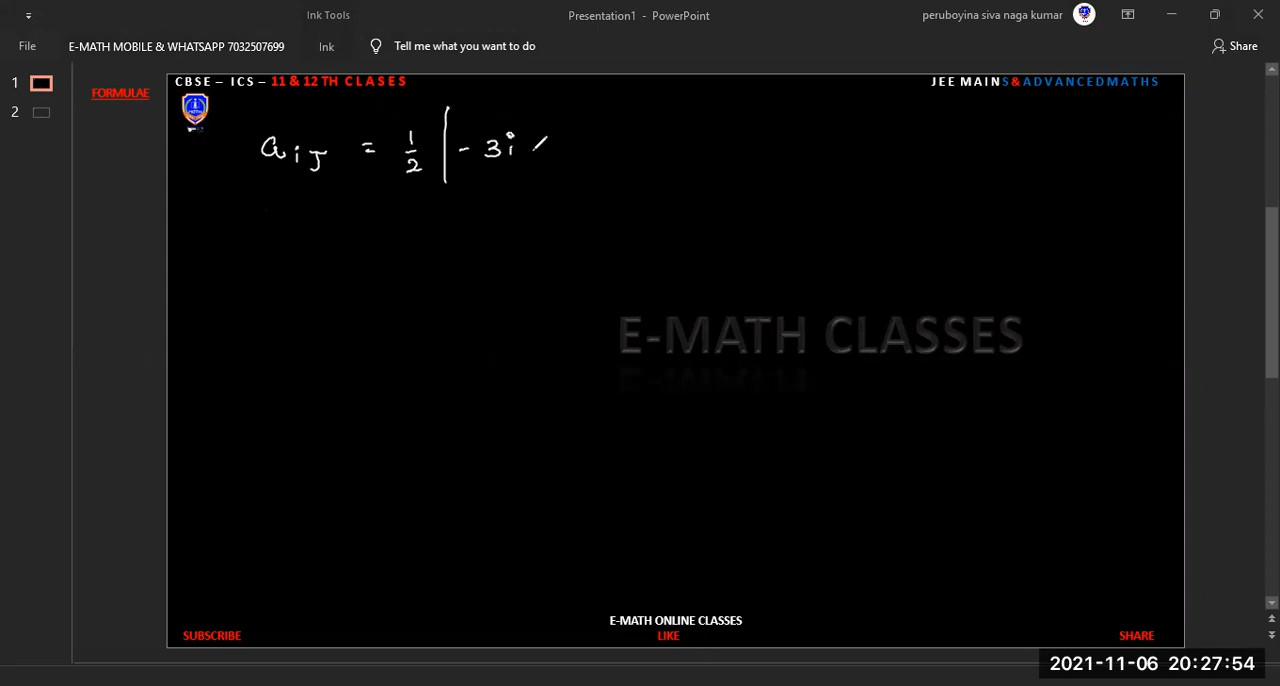 Ink Tools
Presentation1 - PowerPoint
peruboyina siva naga kumar
File
E-MATH MOBILE & WHATSAPP 7032507699
Ink
Tell me what you want to do
Share
1
2
FORMULAE
CBSE – ICS – 11 & 12 TH CLASES
JEE MAINS&ADVANCEDMATHS
aiJ = 1/2 | - 3i
E-MATH CLASSES
E-MATH ONLINE CLASSES
SUBSCRIBE
LIKE
SHARE
2021-11-06 20:27:54